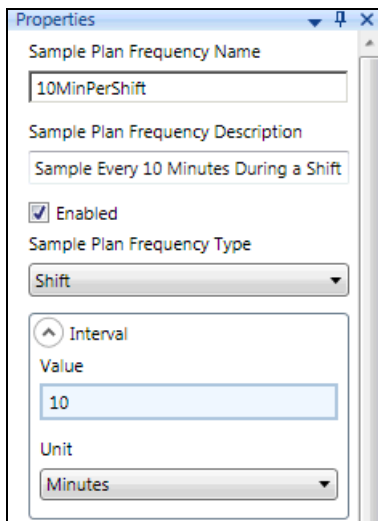 Properties
Sample Plan Frequency Name
10MinPerShift
Sample Plan Frequency Description
Sample Every 10 Minutes During a Shift
Enabled
Sample Plan Frequency Type
Shift
Interval
Value
10
Unit
Minutes